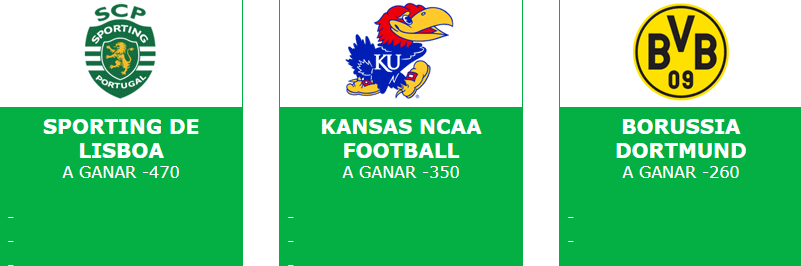 SCP
SPORTING
PORTUGAL
SPORTING DE
LISBOA
A GANAR -470
-
-
-
KU
KANSAS NCAA
FOOTBALL
A GANAR -350
-
-
-
BVB
09
BORUSSIA
DORTMUND
A GANAR -260
-
-